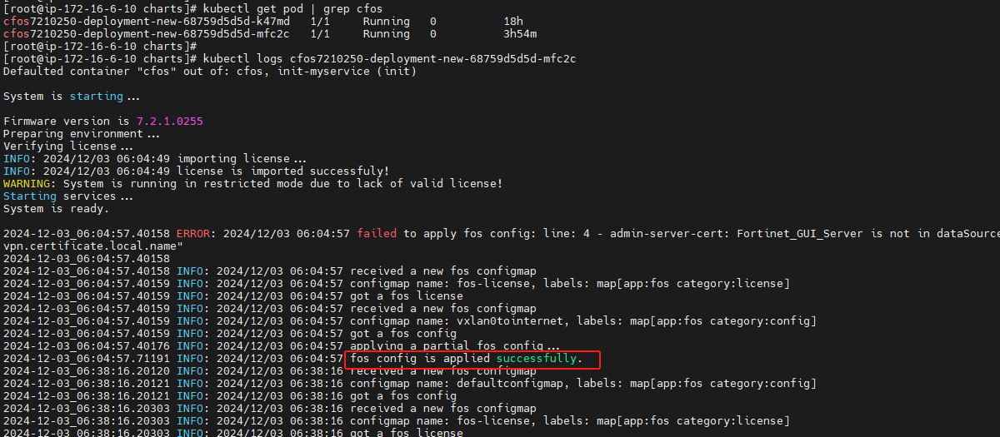 [root@ip-172-16-6-10 charts]# kubectl get pod | grep cfos
cfos7210250-deployment-new-68759d5d5d-k47md   1/1     Running   0          18h
cfos7210250-deployment-new-68759d5d5d-mfc2c   1/1     Running   0          3h54m
[root@ip-172-16-6-10 charts]#
[root@ip-172-16-6-10 charts]# kubectl logs cfos7210250-deployment-new-68759d5d5d-mfc2c
Defaulted container "cfos" out of: cfos, init-myservice (init)
System is starting...
Firmware version is 7.2.1.0255
Preparing environment...
Verifying license...
INFO: 2024/12/03 06:04:49 importing license...
INFO: 2024/12/03 06:04:49 license is imported successfuly!
WARNING: System is running in restricted mode due to lack of valid license!
Starting services...
System is ready.
2024-12-03_06:04:57.40158 ERROR: 2024/12/03 06:04:57 failed to apply fos config: line: 4 - admin-server-cert: Fortinet_GUI_Server is not in dataSource
vpn.certificate.local.name"
2024-12-03_06:04:57.40158
2024-12-03_06:04:57.40158 INFO: 2024/12/03 06:04:57 received a new fos configmap
2024-12-03_06:04:57.40159 INFO: 2024/12/03 06:04:57 configmap name: fos-license, labels: map[app:fos category:license]
2024-12-03_06:04:57.40159 INFO: 2024/12/03 06:04:57 got a fos license
2024-12-03_06:04:57.40159 INFO: 2024/12/03 06:04:57 received a new fos configmap
2024-12-03_06:04:57.40159 INFO: 2024/12/03 06:04:57 configmap name: vxlan0tointernet, labels: map[app:fos category:config]
2024-12-03_06:04:57.40159 INFO: 2024/12/03 06:04:57 got a fos config
2024-12-03_06:04:57.40176 INFO: 2024/12/03 06:04:57 applying a partial fos config...
2024-12-03_06:04:57.71191 INFO: 2024/12/03 06:04:57 fos config is applied successfully.
2024-12-03_06:38:16.20120 INFO: 2024/12/03 06:38:16 received a new fos configmap
2024-12-03_06:38:16.20121 INFO: 2024/12/03 06:38:16 configmap name: defaultconfigmap, labels: map[app:fos category:config]
2024-12-03_06:38:16.20121 INFO: 2024/12/03 06:38:16 got a fos config
2024-12-03_06:38:16.20303 INFO: 2024/12/03 06:38:16 received a new fos configmap
2024-12-03_06:38:16.20303 INFO: 2024/12/03 06:38:16 configmap name: fos-license, labels: map[app:fos category:license]
2024-12-03_06:38:16.20303 INFO: 2024/12/03 06:38:16 got a fos license